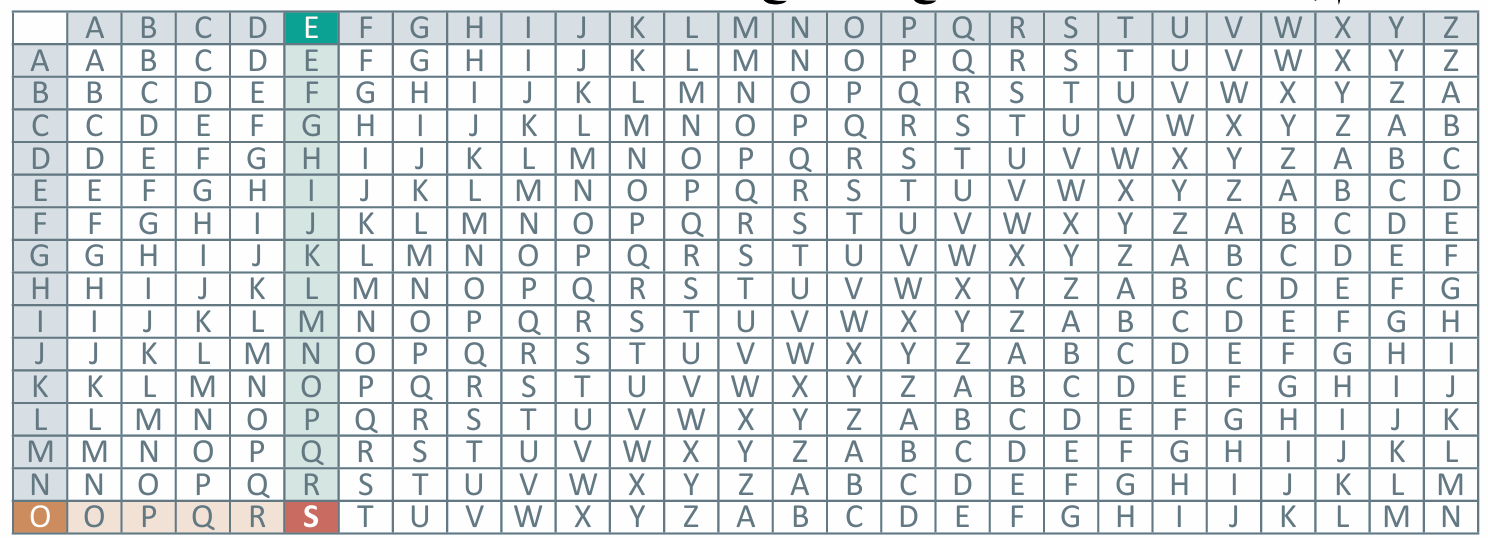 A B C D E F G H I J K L M N O P Q R S T U V W X Y Z
A A B C D E F G H I J K L M N O P Q R S T U V W X Y Z
B B C D E F G H I J K L M N O P Q R S T U V W X Y Z A
C C D E F G H I J K L M N O P Q R S T U V W X Y Z A B
D D E F G H I J K L M N O P Q R S T U V W X Y Z A B C
E E F G H I J K L M N O P Q R S T U V W X Y Z A B C D
F F G H I J K L M N O P Q R S T U V W X Y Z A B C D E
G G H I J K L M N O P Q R S T U V W X Y Z A B C D E F
H H I J K L M N O P Q R S T U V W X Y Z A B C D E F G
I I J K L M N O P Q R S T U V W X Y Z A B C D E F G H
J J K L M N O P Q R S T U V W X Y Z A B C D E F G H I
K K L M N O P Q R S T U V W X Y Z A B C D E F G H I J
L L M N O P Q R S T U V W X Y Z A B C D E F G H I J K
M M N O P Q R S T U V W X Y Z A B C D E F G H I J K L
N N O P Q R S T U V W X Y Z A B C D E F G H I J K L M
O O P Q R S T U V W X Y Z A B C D E F G H I J K L M N